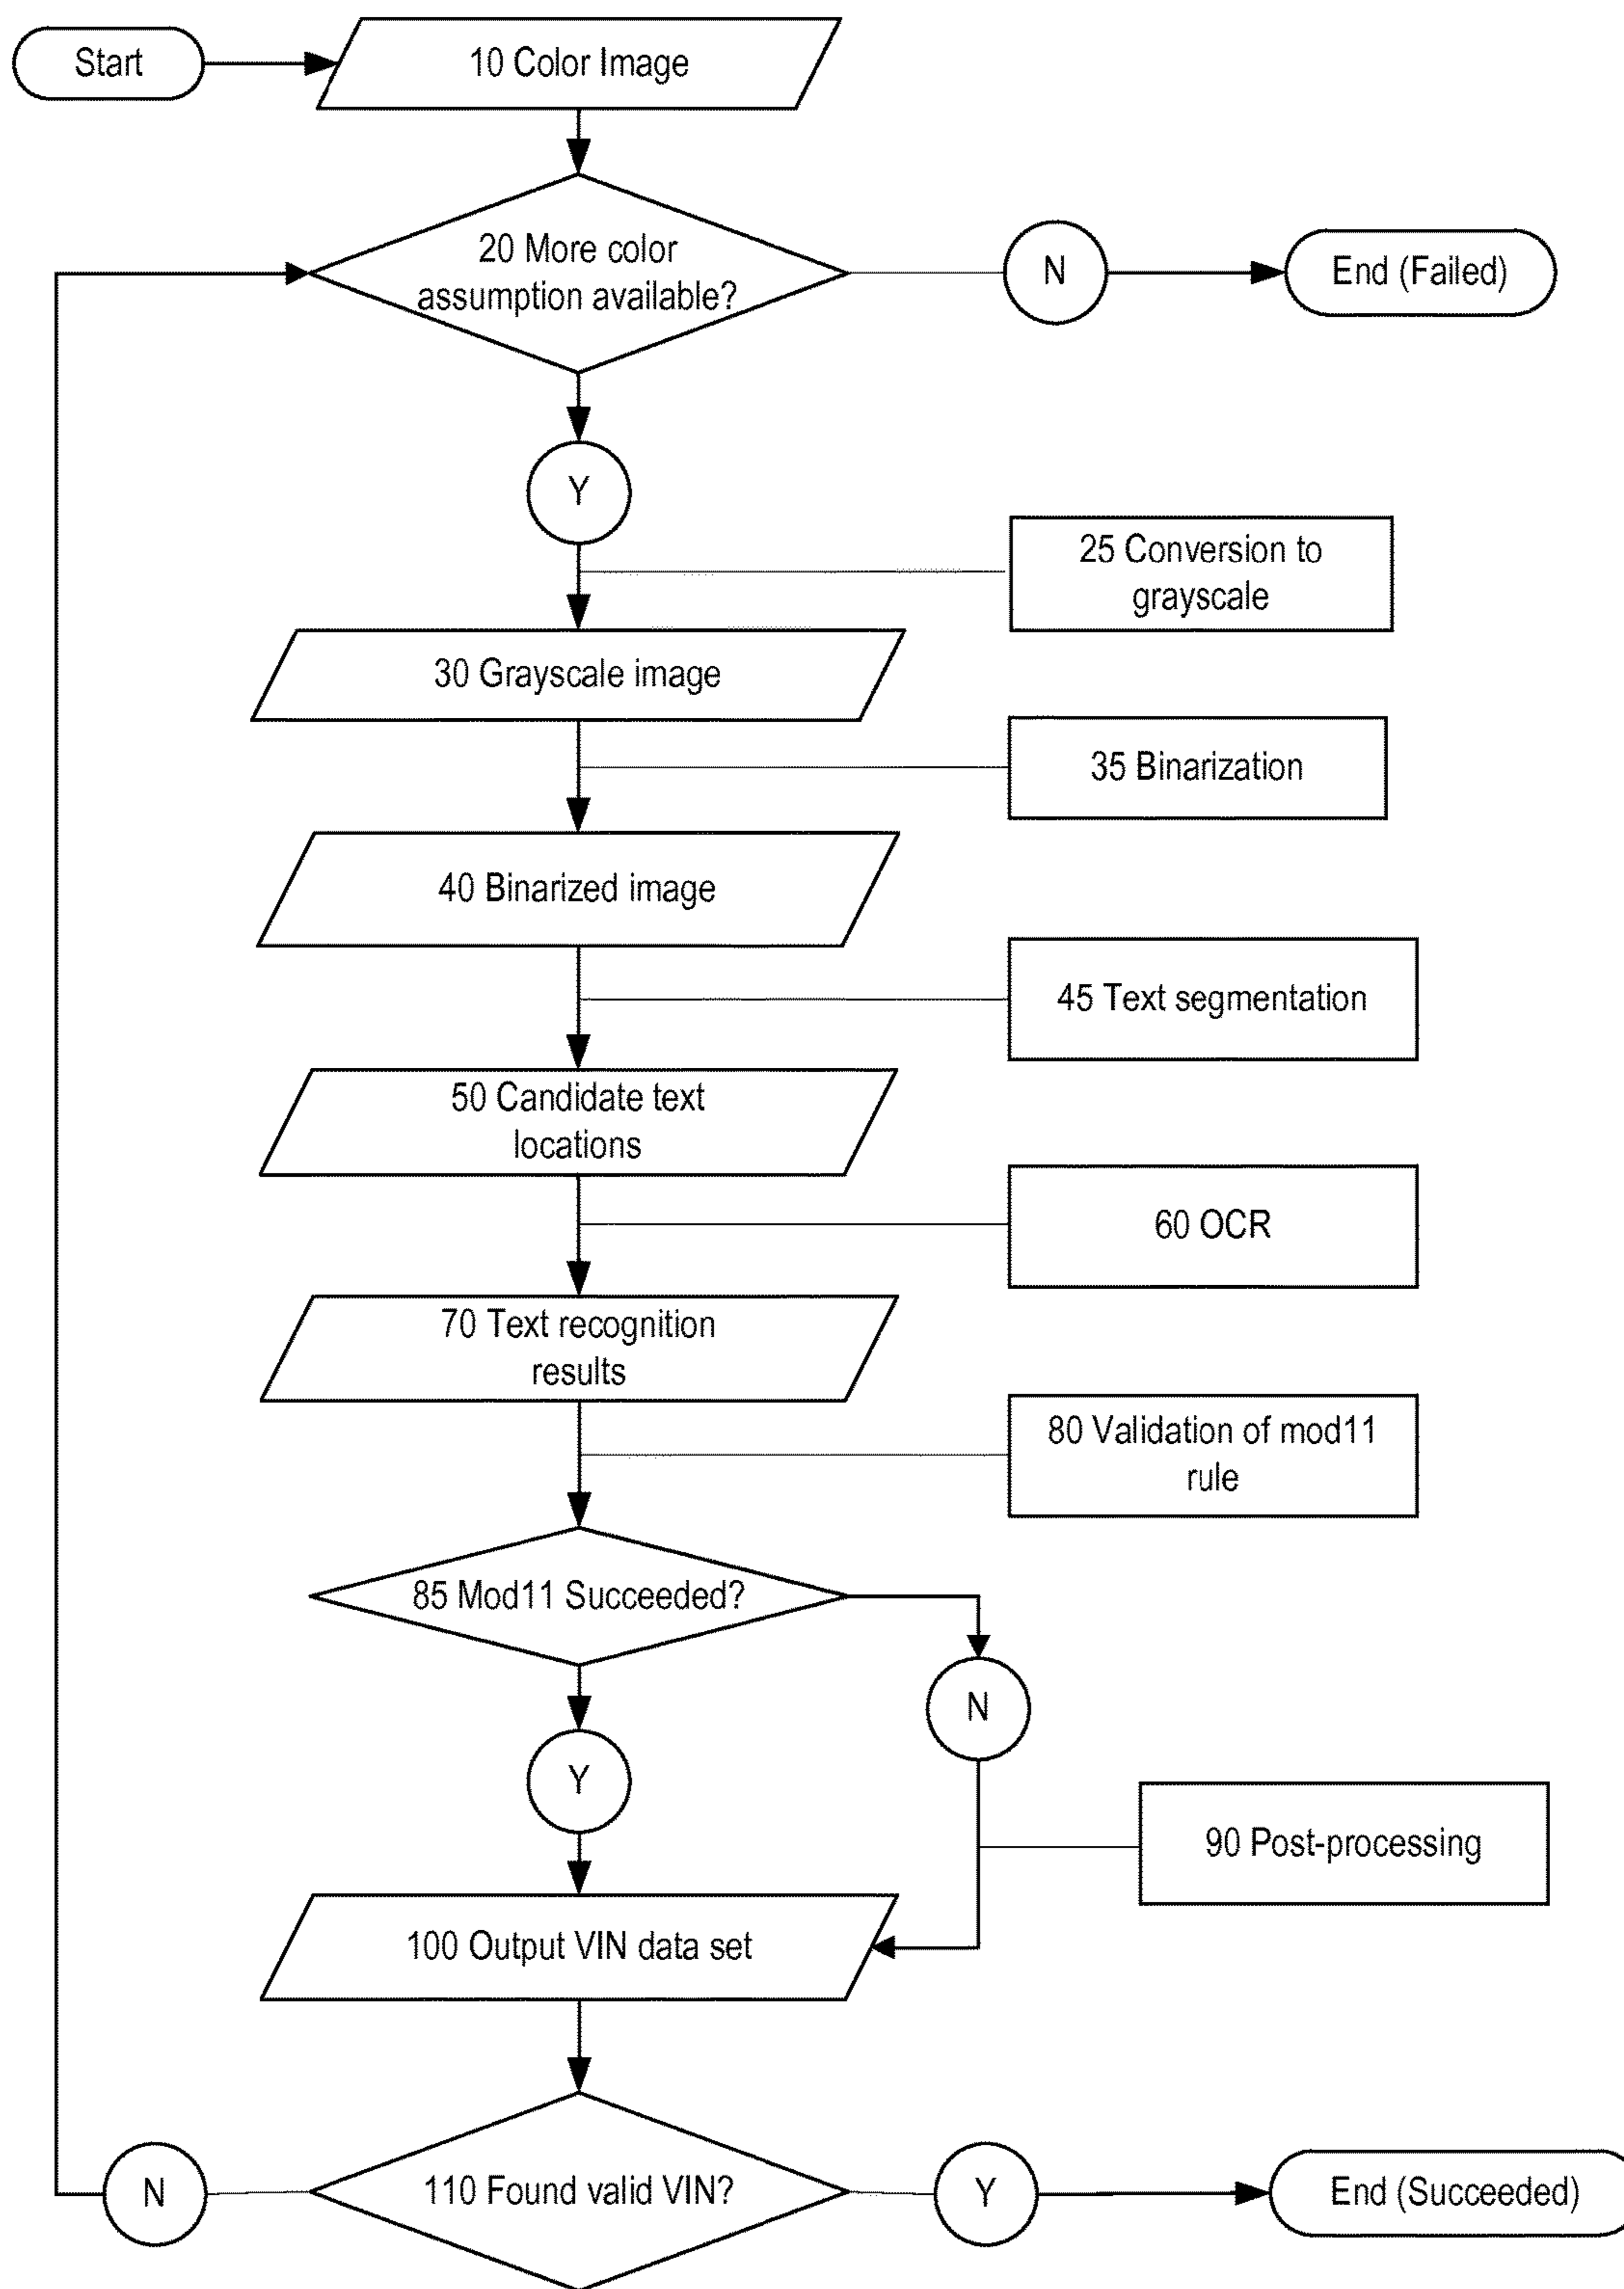 Start
10 Color Image
20 More color
assumption available?
N
End (Failed)
Y
25 Conversion to
grayscale
30 Grayscale image
35 Binarization
40 Binarized image
45 Text segmentation
50 Candidate text
locations
60 OCR
70 Text recognition
results
80 Validation of mod11
rule
85 Mod11 Succeeded?
N
Y
90 Post-processing
100 Output VIN data set
N
110 Found valid VIN?
Y
End (Succeeded)